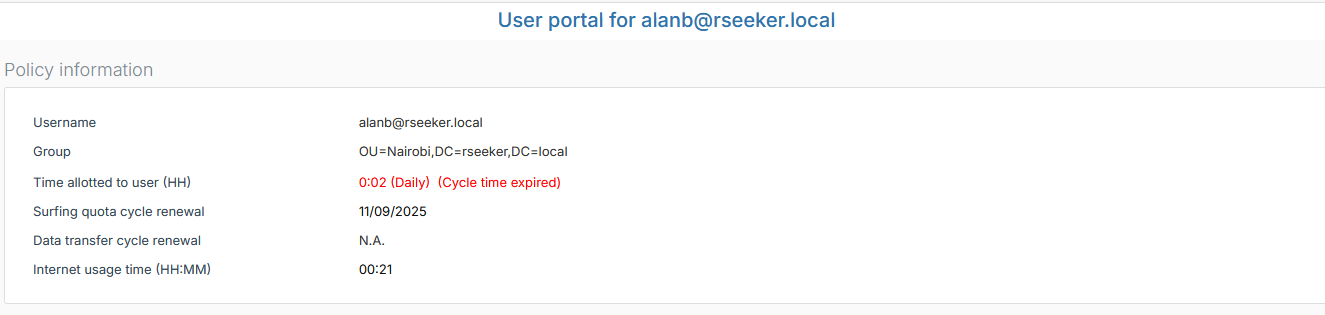 User portal for alanb@rseeker.local
Policy information
Username alanb@rseeker.local
Group OU=Nairobi,DC=rseeker,DC=local
Time allotted to user (HH) 0:02 (Daily) (Cycle time expired)
Surfing quota cycle renewal 11/09/2025
Data transfer cycle renewal N.A.
Internet usage time (HH:MM) 00:21